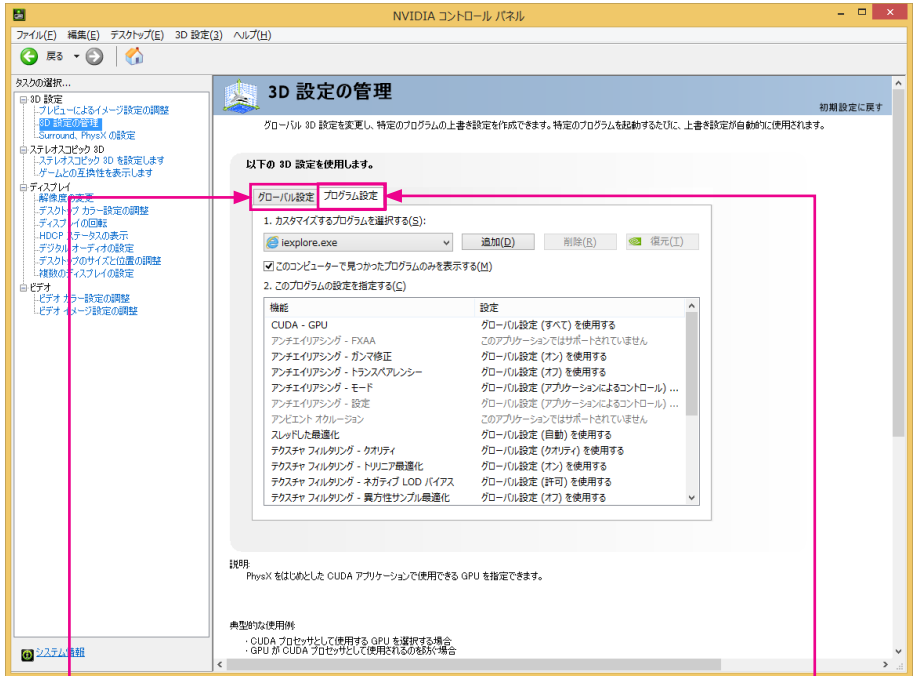 NVIDIA コントロール パネル
ファイル(F) 編集(E) デスクトップ(E) 3D 設定(3) ヘルプ(H)
戻る
タスクの選択...
3D 設定
プレビューによるイメージ設定の調整
3D 設定の管理
Surround、PhysX の設定
ステレオスコピック 3D
ステレオスコピック 3D を設定します
ゲームとの互換性を表示します
ディスプレイ
解像度の変更
デスクトップ カラー設定の調整
ディスプレイの回転
HDCP ステータスの表示
デジタル オーディオの設定
デスクトップのサイズと位置の調整
複数のディスプレイの設定
ビデオ
ビデオ カラー設定の調整
ビデオ イメージ設定の調整
システム情報
3D 設定の管理
初期設定に戻す
グローバル 3D 設定を変更し、特定のプログラムの上書き設定を作成できます。特定のプログラムを起動するたびに、上書き設定が自動的に使用されます。
以下の 3D 設定を使用します。
グローバル設定 プログラム設定
1. カスタマイズするプログラムを選択する(S):
iexplore.exe 追加(D) 削除(R) 復元(T)
このコンピューターで見つかったプログラムのみを表示する(M)
2. このプログラムの設定を指定する(C)
機能 設定
CUDA - GPU グローバル設定 (すべて) を使用する
アンチエイリアシング - FXAA このアプリケーションではサポートされていません
アンチエイリアシング - ガンマ修正 グローバル設定 (オン) を使用する
アンチエイリアシング - トランスペアレンシー グローバル設定 (オフ) を使用する
アンチエイリアシング - モード グローバル設定 (アプリケーションによるコントロール) ...
アンチエイリアシング - 設定 グローバル設定 (アプリケーションによるコントロール) ...
アンビエント オクルージョン このアプリケーションではサポートされていません
スレッドした最適化 グローバル設定 (自動) を使用する
テクスチャ フィルタリング - クオリティ グローバル設定 (クオリティ) を使用する
テクスチャ フィルタリング - トリリニア最適化 グローバル設定 (オン) を使用する
テクスチャ フィルタリング - ネガティブ LOD バイアス グローバル設定 (許可) を使用する
テクスチャ フィルタリング - 異方性サンプル最適化 グローバル設定 (オフ) を使用する
説明:
PhysX をはじめとした CUDA アプリケーションで使用できる GPU を指定できます。
典型的な使用例:
・CUDA プロセッサとして使用する GPU を選択する場合
・GPU が CUDA プロセッサとして使用されるのを防ぐ場合